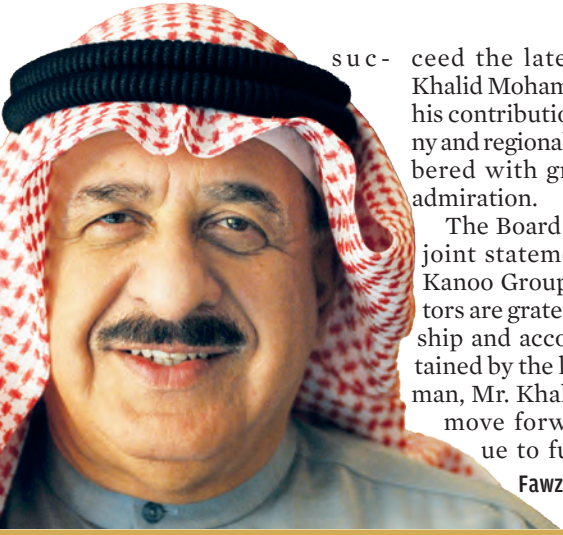 suc- ceed the late
Khalid Moham
his contribution
ny and regional
bered with gr
admiration.
The Board
joint stateme
Kanoo Group
tors are grate
ship and acco
tained by the
man, Mr. Khal
move forw
ue to fu
Fawz